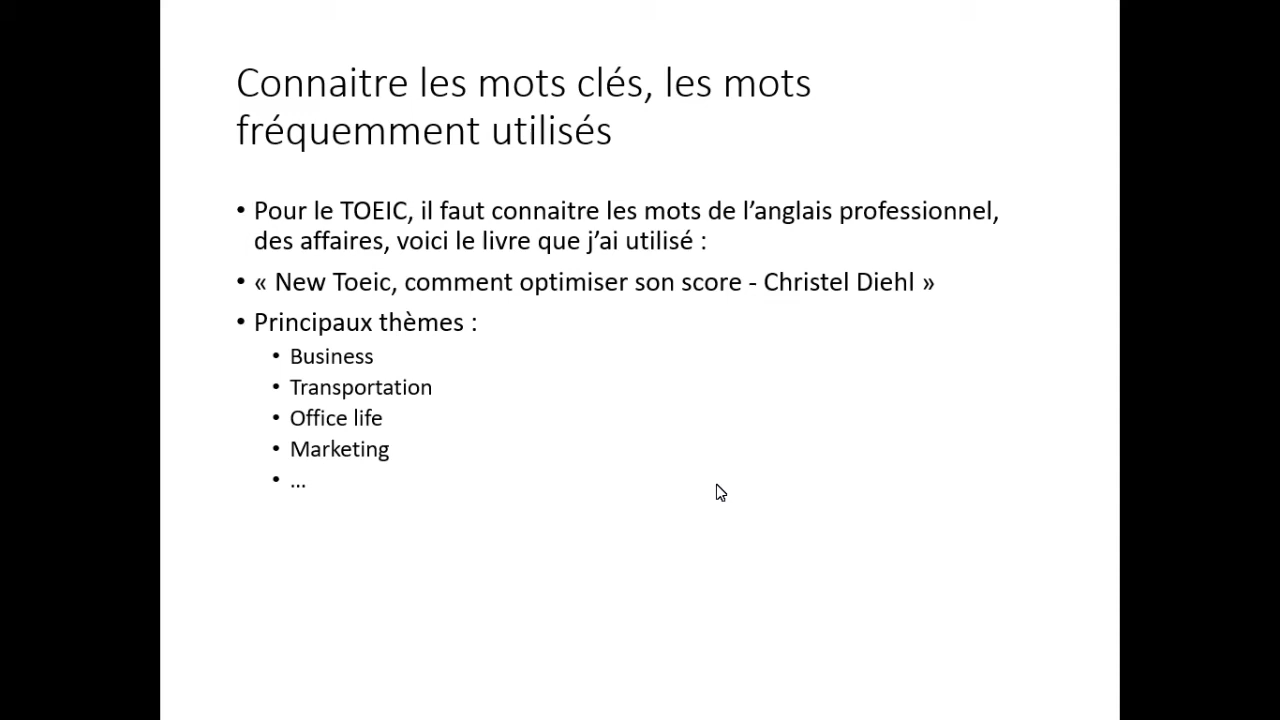 Connaitre les mots clés, les mots
fréquemment utilisés
• Pour le TOEIC, il faut connaitre les mots de l’anglais professionnel,
des affaires, voici le livre que j’ai utilisé :
• « New Toeic, comment optimiser son score - Christel Diehl »
• Principaux thèmes :
• Business
• Transportation
• Office life
• Marketing
• ...